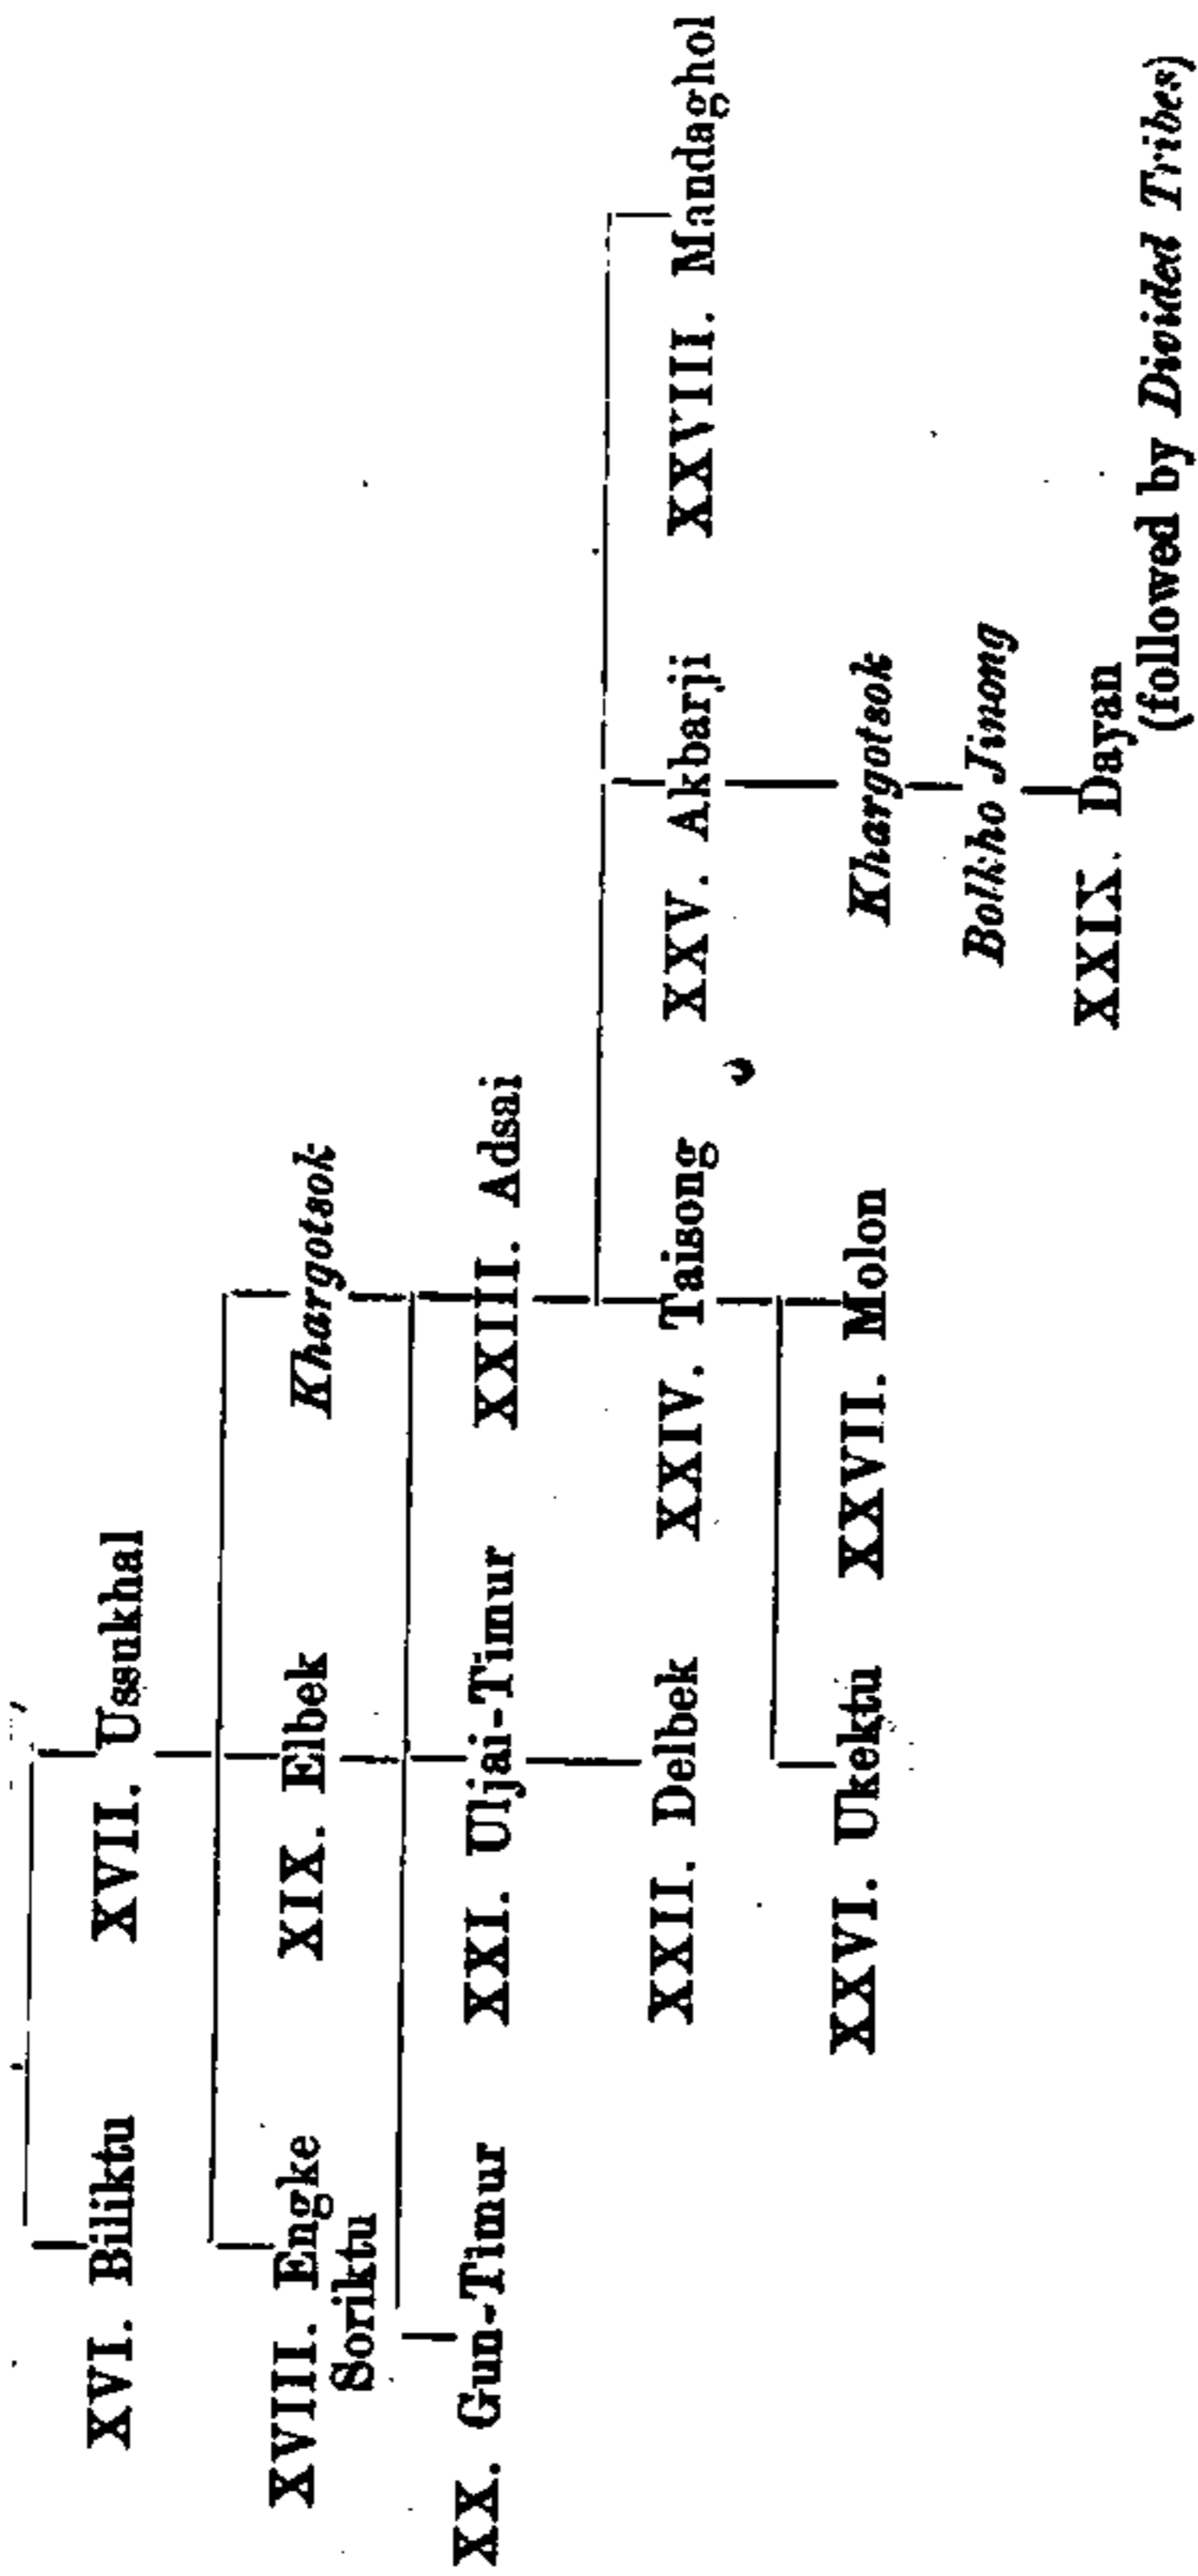 XVI. Biliktu XVII. Ussukhal
XVIII. Engke XIX. Elbek Khargotsok
Soriktu
XX. Gun-Timur XXI. Uljai-Timur XXIII. Adsai
XXII. Delbek XXIV. Taisong XXV. Akbarji XXVIII. Mandaghol
XXVI. Ukektu XXVII. Molon Khargotsok
Bolkho Jinong
XXIX. Dayan
(followed by Divided Tribes)